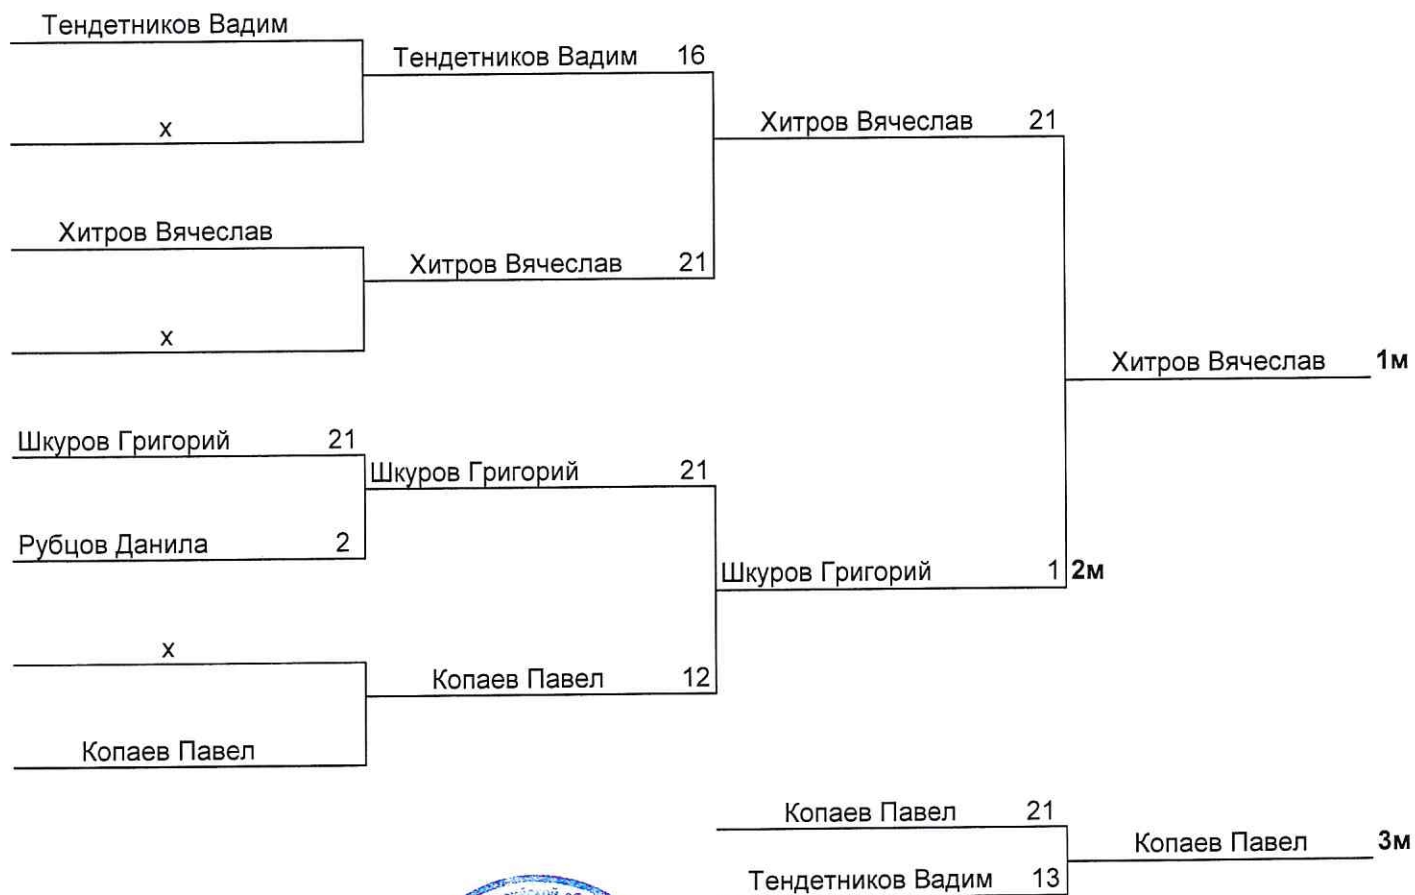 Тендетников Вадим
Тендетников Вадим 16
х
Хитров Вячеслав 21
Хитров Вячеслав
Хитров Вячеслав 21
х
Хитров Вячеслав 1м
Шкуров Григорий 21
Шкуров Григорий 21
Рубцов Данила 2
Шкуров Григорий 1 2м
х
Копаев Павел 12
Копаев Павел
Копаев Павел 21
Копаев Павел 3м
Тендетников Вадим 13